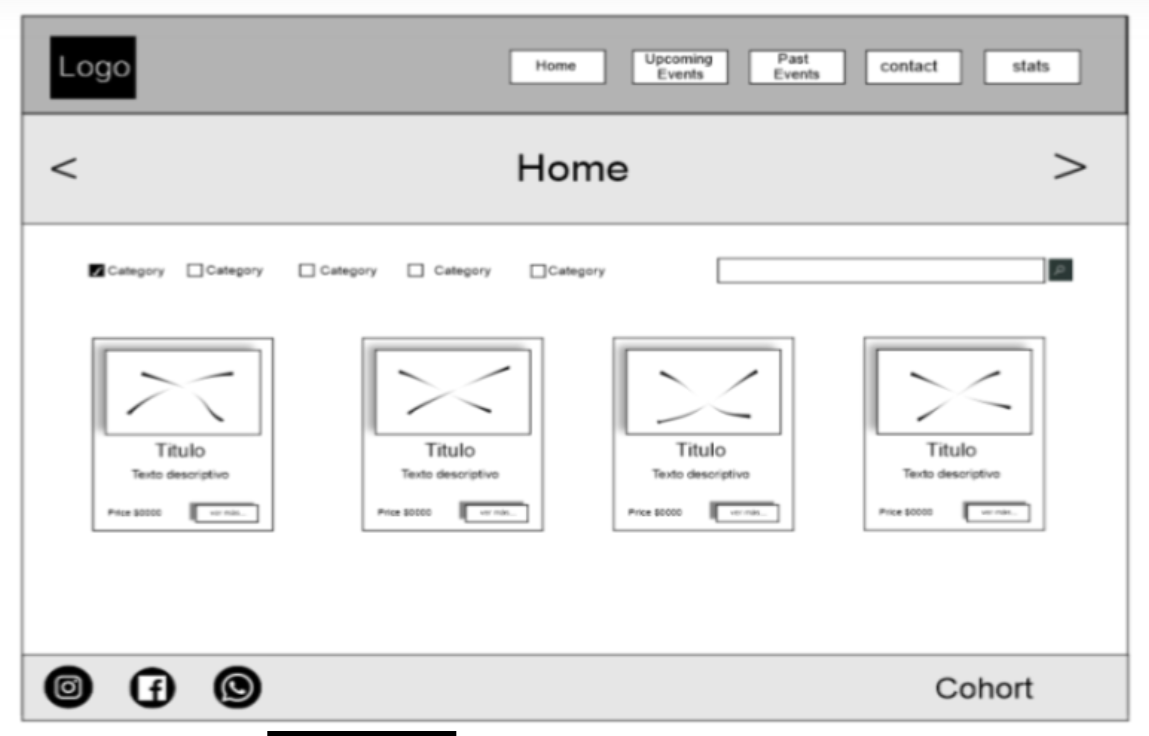 Logo
Home
Upcoming
Events
Past
Events
contact
stats
<
Home
>
Category
Category
Category
Category
Category
Titulo
Texto descriptivo
Price $0000
ver más...
Titulo
Texto descriptivo
Price $0000
ver más...
Titulo
Texto descriptivo
Price $0000
ver más...
Titulo
Texto descriptivo
Price $0000
ver más...
Cohort